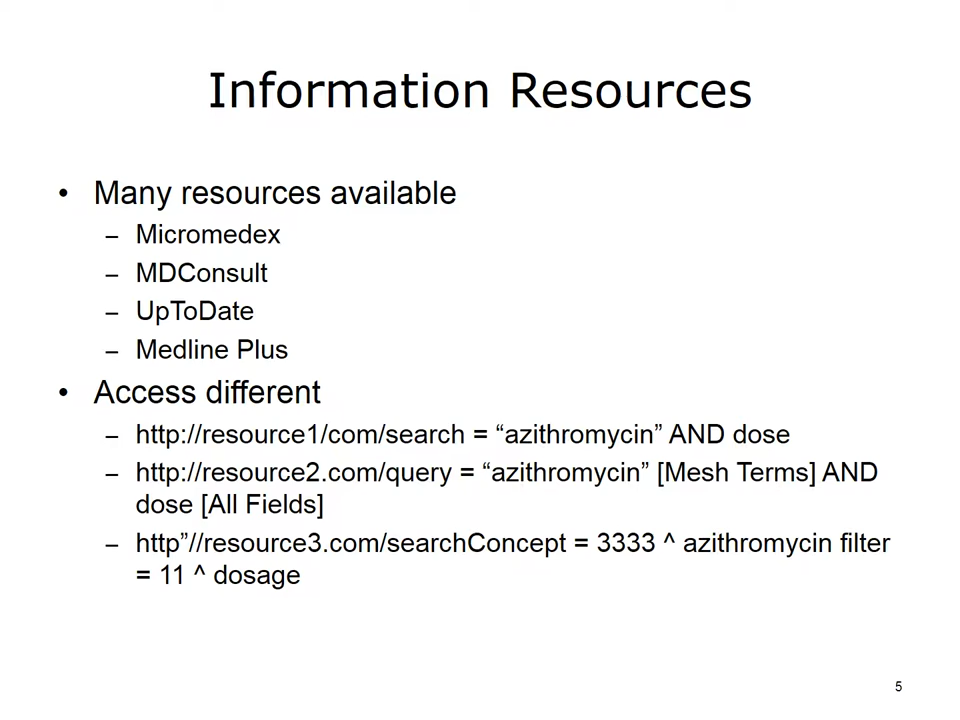 Information Resources
• Many resources available
– Micromedex
– MDConsult
– UpToDate
– Medline Plus
• Access different
– http://resource1/com/search = “azithromycin” AND dose
– http://resource2.com/query = “azithromycin” [Mesh Terms] AND
dose [All Fields]
– http”//resource3.com/searchConcept = 3333 ^ azithromycin filter
= 11 ^ dosage
5